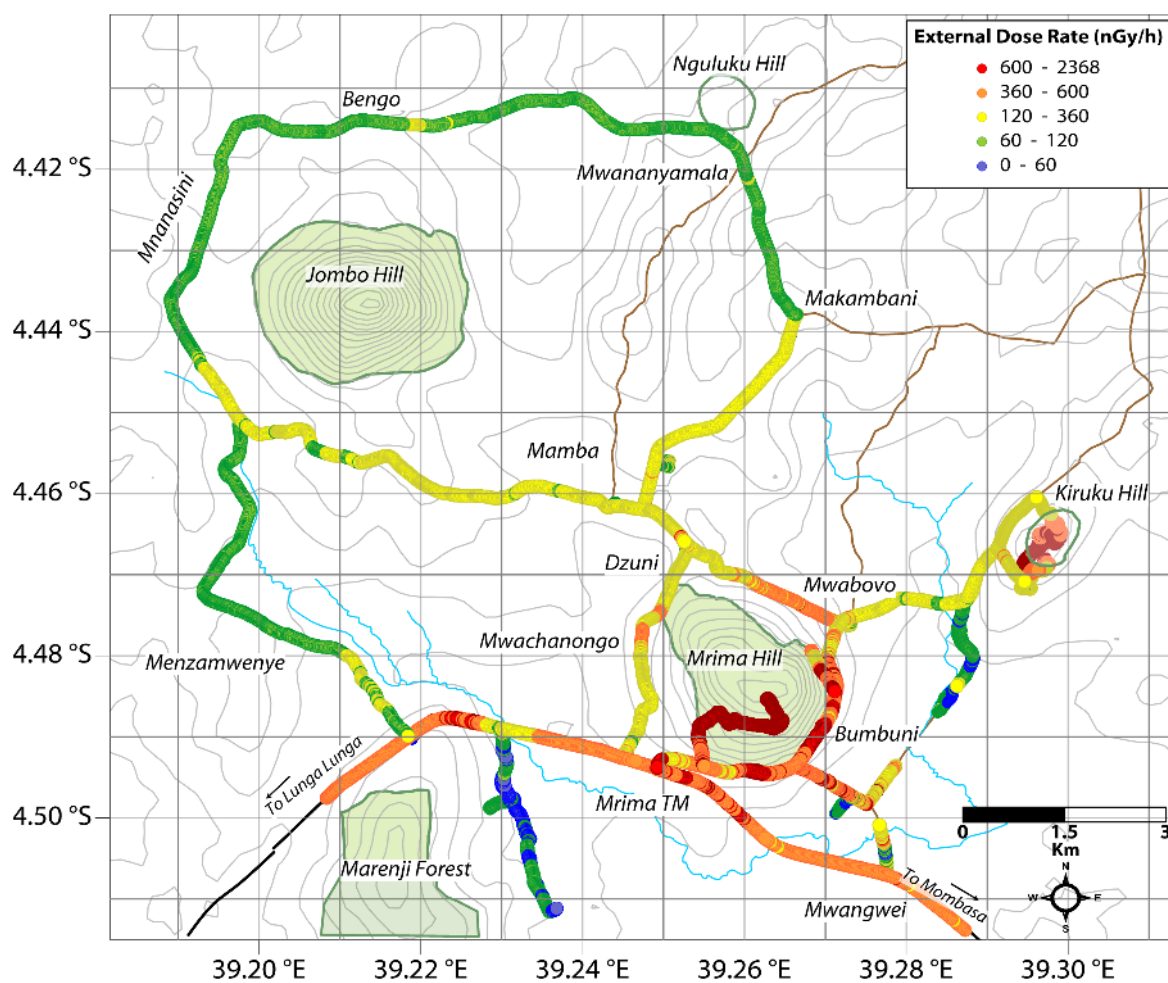 External Dose Rate (nGy/h)
600 - 2368
360 - 600
120 - 360
60 - 120
0 - 60
Nguluku Hill
Bengo
4.42 °S
Mwananyamala
Mnanasini
Jombo Hill
Makambani
4.44 °S
Mamba
4.46 °S
Kiruku Hill
Dzuni
Mwabovo
Mwachanongo
4.48 °S
Menzamwenye
Mrima Hill
Bumbuni
To Lunga Lunga
Mrima TM
4.50 °S
0 1.5 3
Km
Marenji Forest
To Mombasa
Mwangwei
N
W E
S
39.20 °E 39.22 °E 39.24 °E 39.26 °E 39.28 °E 39.30 °E